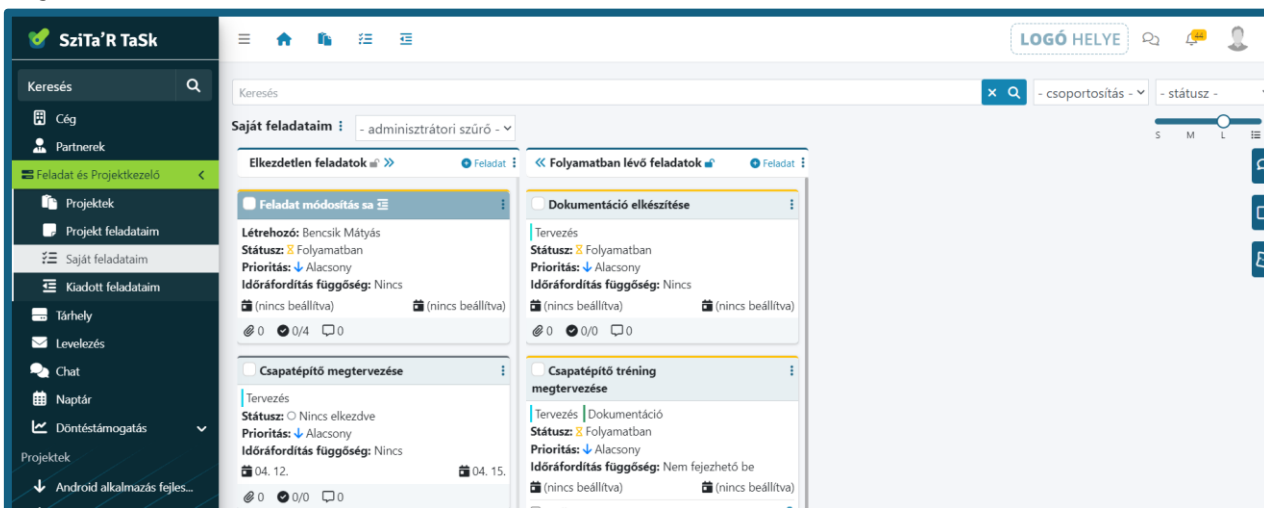 SziTa'R TaSk
LOGÓ HELYE
44
Keresés
Cég
Partnerek
Feladat és Projektkezelő
Projektek
Projekt feladataim
Saját feladataim
Kiadott feladataim
Tárhely
Levelezés
Chat
Naptár
Döntéstámogatás
Projektek
Android alkalmazás fejles...
Keresés
- csoportosítás -
- státusz -
Saját feladataim
- adminisztrátori szűrő -
S M L
Elkezdetlen feladatok
Feladat
Feladat módosítás sa
Létrehozó: Bencsik Mátyás
Státusz: Folyamatban
Prioritás: Alacsony
Időráfordítás függőség: Nincs
(nincs beállítva) (nincs beállítva)
0 0/4 0
Csapatépítő megtervezése
Tervezés
Státusz: Nincs elkezdve
Prioritás: Alacsony
Időráfordítás függőség: Nincs
04. 12. 04. 15.
0 0/0 0
Folyamatban lévő feladatok
Feladat
Dokumentáció elkészítése
Tervezés
Státusz: Folyamatban
Prioritás: Alacsony
Időráfordítás függőség: Nincs
(nincs beállítva) (nincs beállítva)
0 0/0 0
Csapatépítő tréning
megtervezése
Tervezés Dokumentáció
Státusz: Folyamatban
Prioritás: Alacsony
Időráfordítás függőség: Nem fejezhető be
(nincs beállítva) (nincs beállítva)